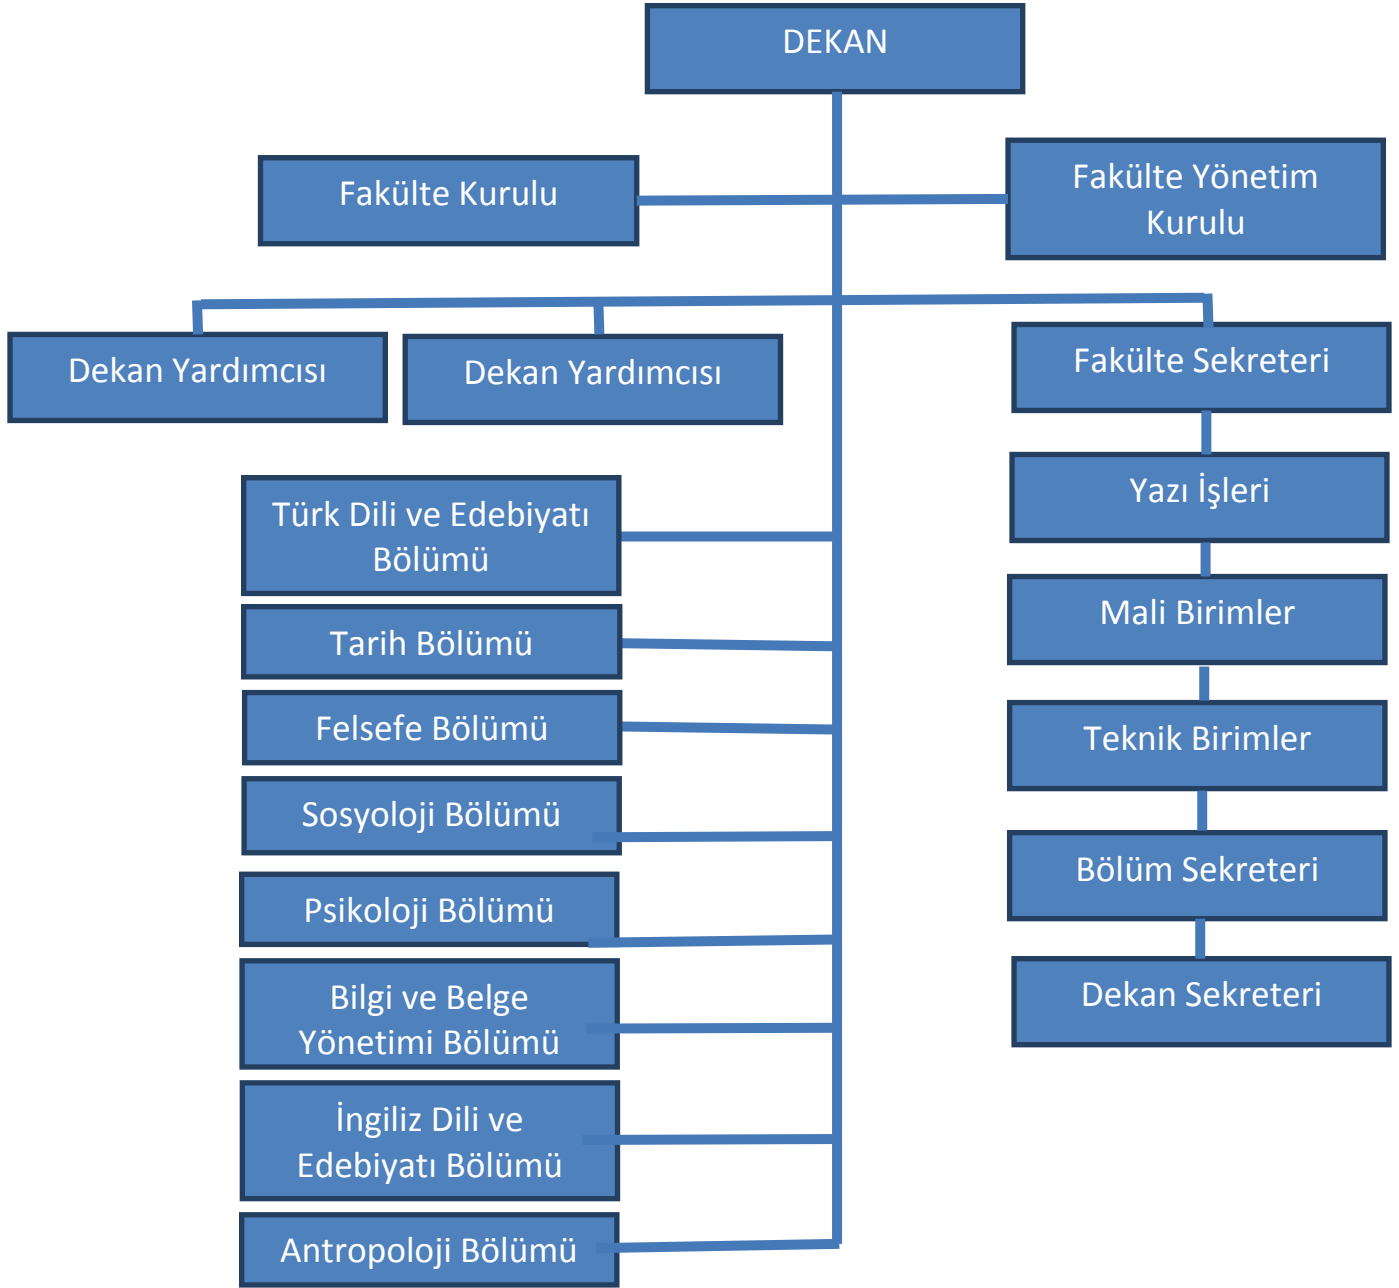 DEKAN
Fakülte Kurulu
Fakülte Yönetim
Kurulu
Dekan Yardımcısı
Dekan Yardımcısı
Fakülte Sekreteri
Türk Dili ve Edebiyatı
Bölümü
Tarih Bölümü
Felsefe Bölümü
Sosyoloji Bölümü
Psikoloji Bölümü
Bilgi ve Belge
Yönetimi Bölümü
İngiliz Dili ve
Edebiyatı Bölümü
Antropoloji Bölümü
Yazı İşleri
Mali Birimler
Teknik Birimler
Bölüm Sekreteri
Dekan Sekreteri